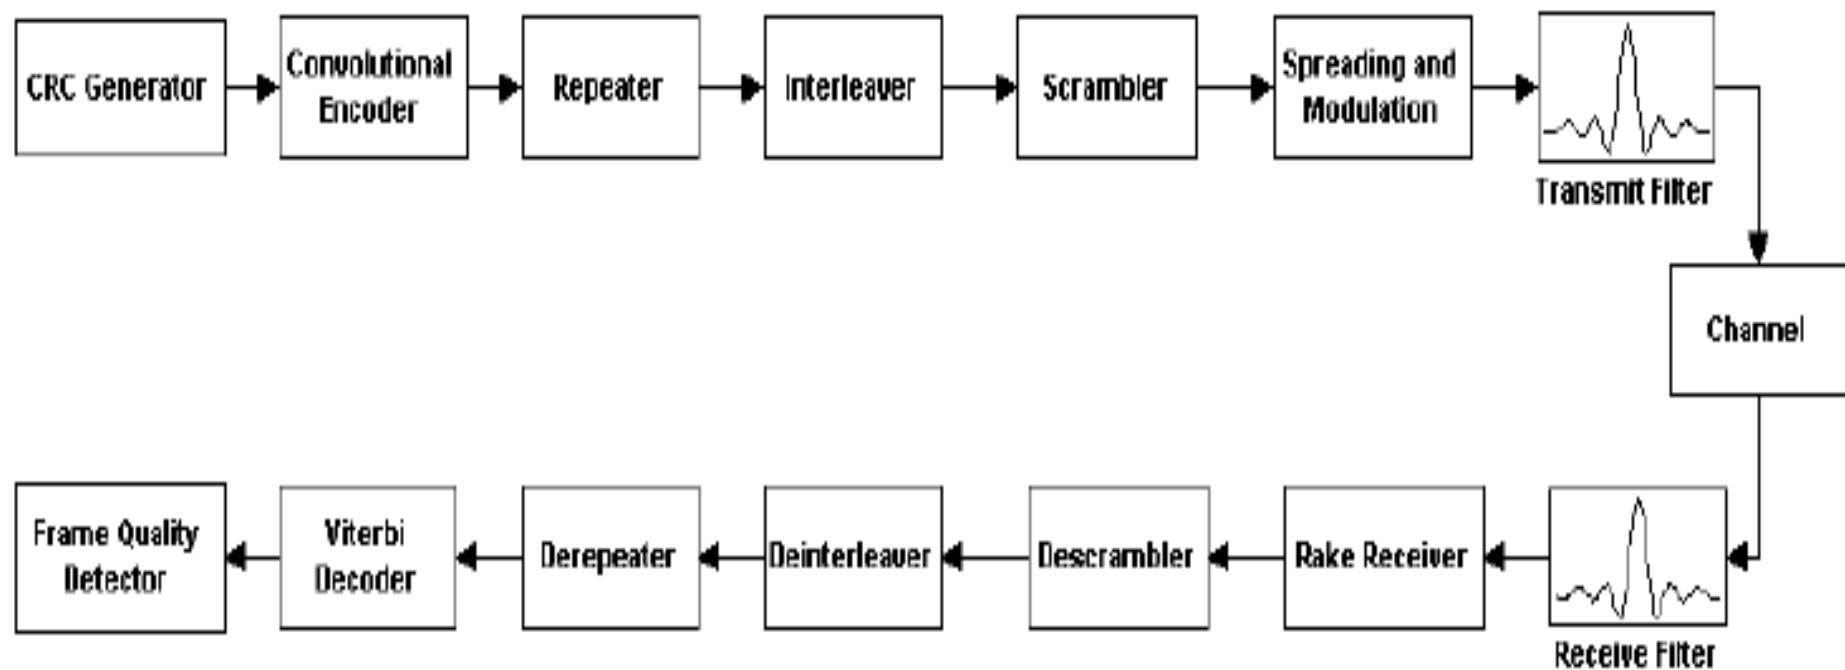 CRC Generator
Convolutional
Encoder
Repeater
Interleaver
Scrambler
Spreading and
Modulation
Transmit Filter
Channel
Frame Quality
Detector
Viterbi
Decoder
Derepeater
Deinterleaver
Descrambler
Rake Receiver
Receive Filter